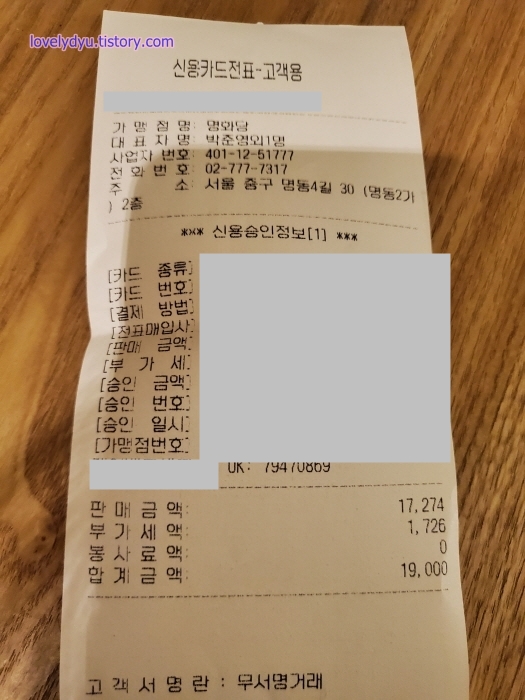 lovelydyu.tistory.com
신용카드전표-고객용
가 맹 점 명: 명화당
대 표 자 명: 박춘영외1명
사업자 번호: 401-12-51777
전 화 번 호: 02-777-7317
주 소: 서울 중구 명동4길 30 (명동2가
) 2층
*** 신용승인정보[1] ***
[카드 종류]
[카드 번호]
[결제 방법]
[전표매입사]
[판매 금액]
[부 가 세]
[승인 금액]
[승인 번호]
[승인 일시]
[가맹점번호]
OK: 79470869
판 매 금 액: 17,274
부 가 세 액: 1,726
봉 사 료 액: 0
합 계 금 액: 19,000
고 객 서 명 란 : 무서명거래